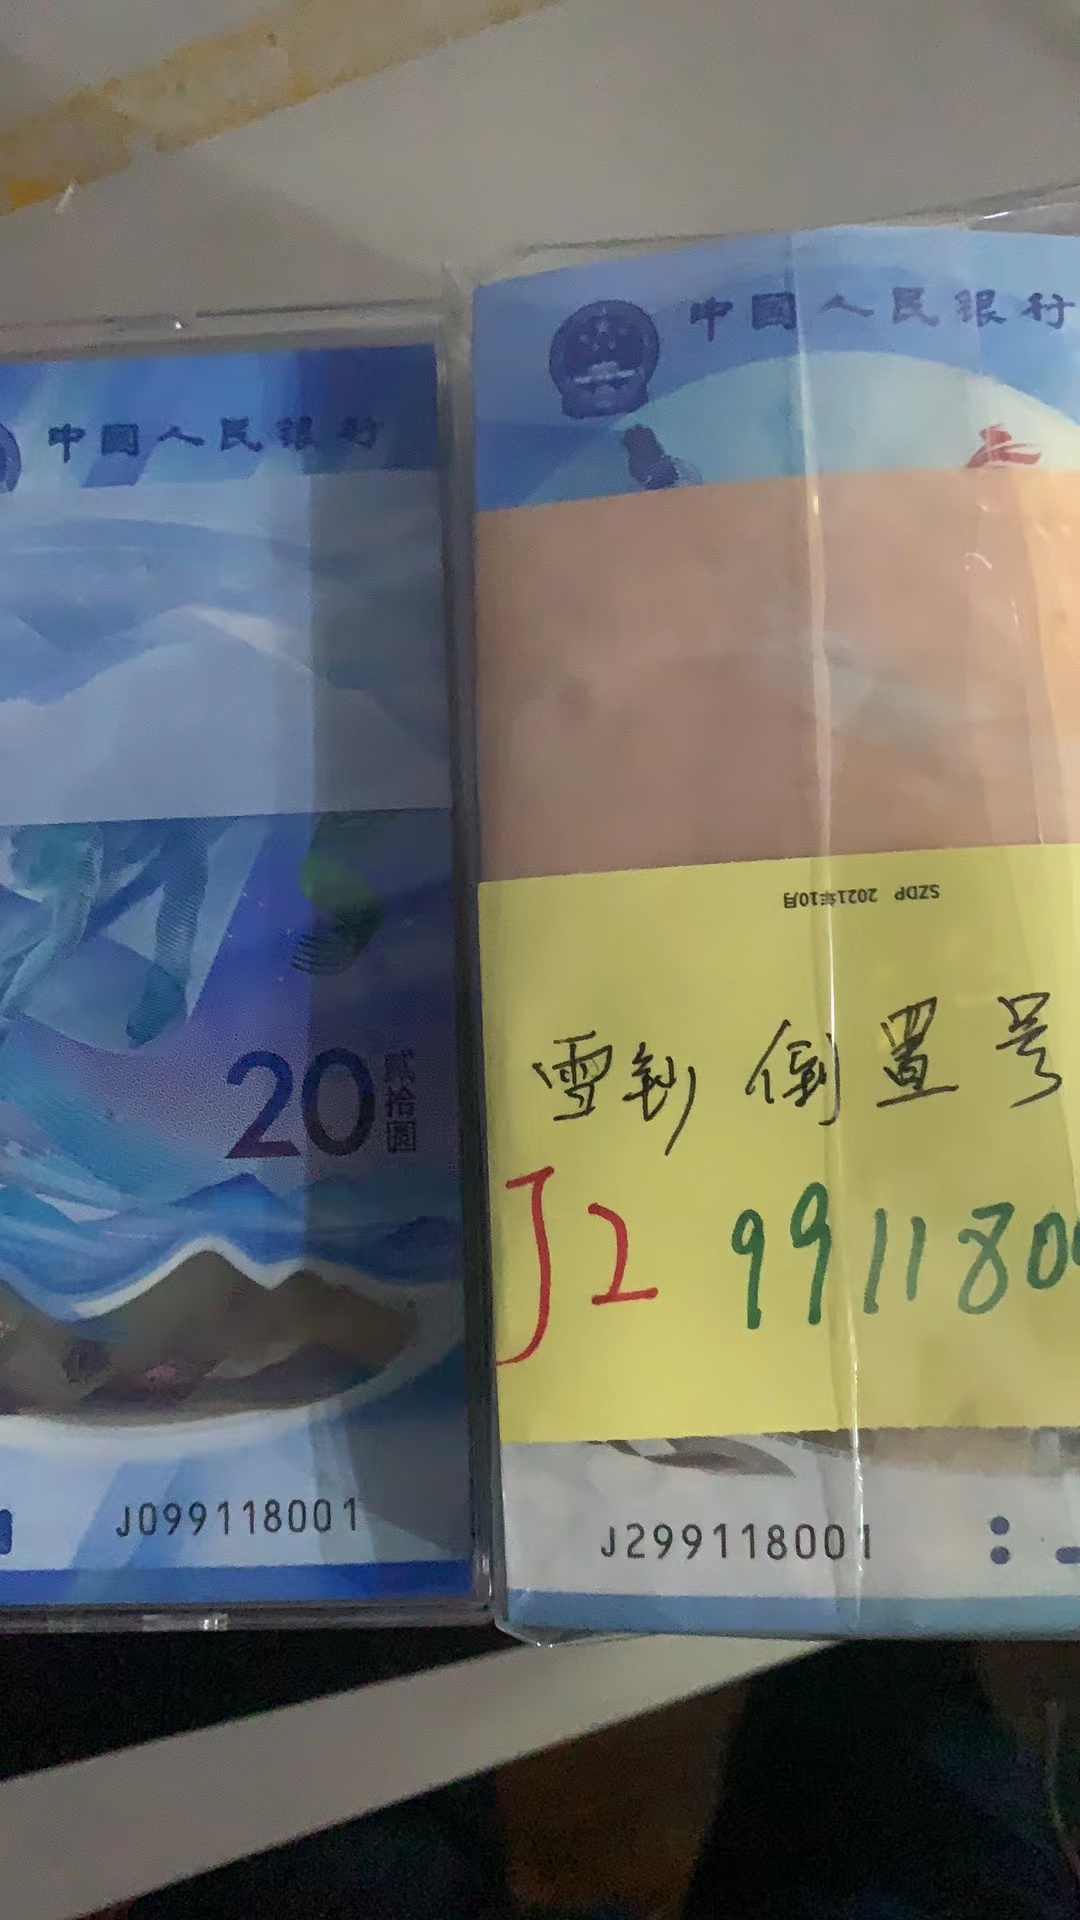 中国人民银行
20
贰拾圆
J099118001
中国人民银行
SZDP 2021年10月
雪钞 倒置号
J2 991180
J299118001